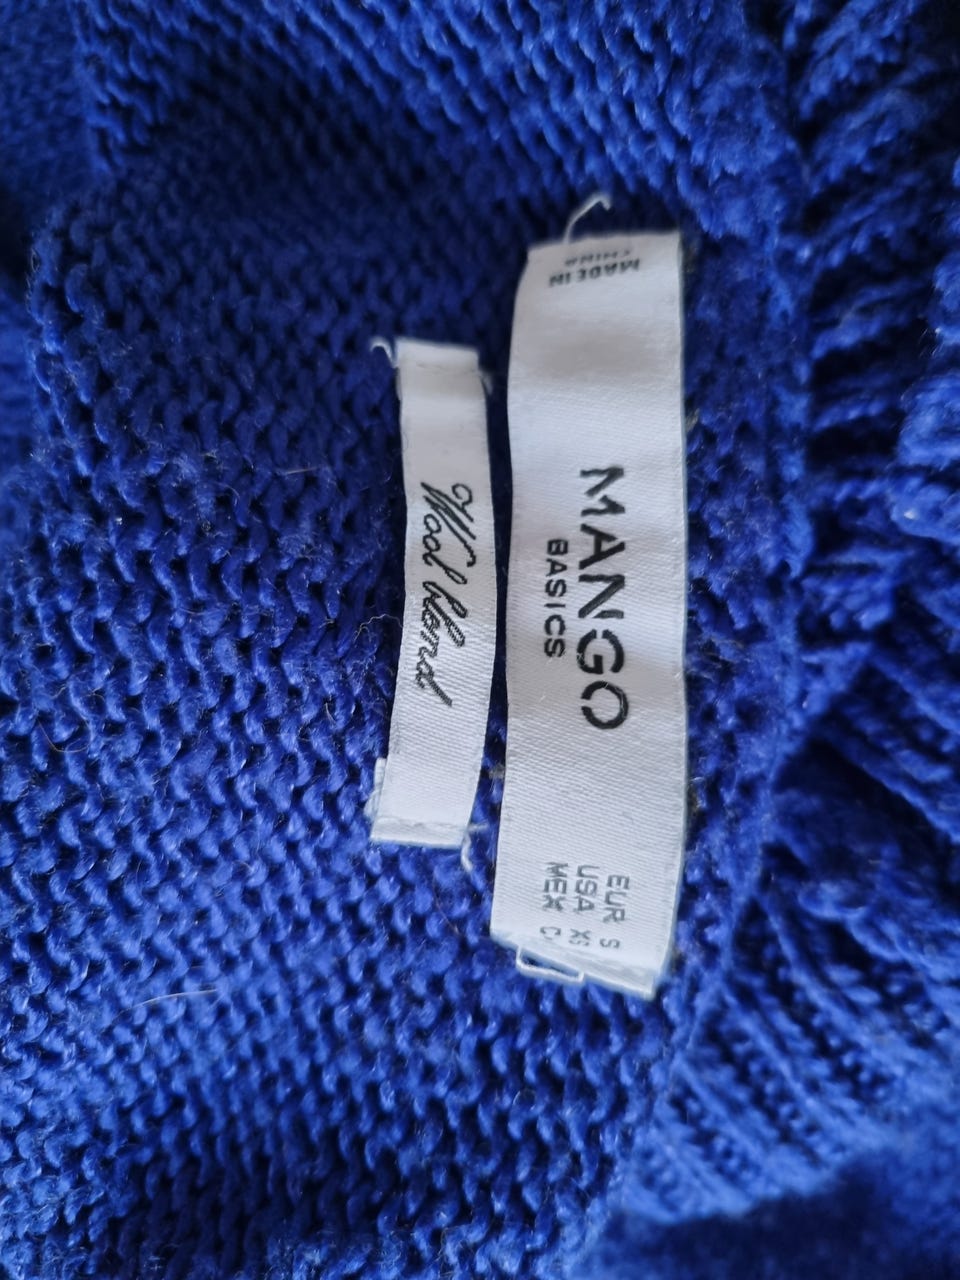 MADE IN
CHINA
MANGO
BASICS
EUR S
USA XS
MEX
Wool blend